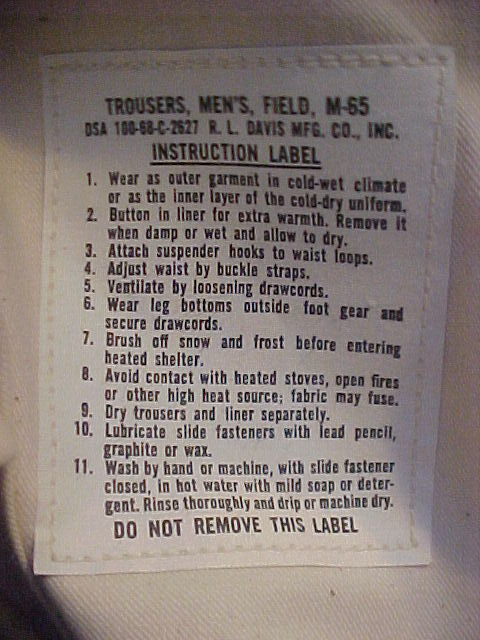 TROUSERS, MEN'S, FIELD, M-65
DSA 100-68-C-2627 R. L. DAVIS MFG. CO., INC.
INSTRUCTION LABEL
1. Wear as outer garment in cold-wet climate
or as the inner layer of the cold-dry uniform.
2. Button in liner for extra warmth. Remove it
when damp or wet and allow to dry.
3. Attach suspender hooks to waist loops.
4. Adjust waist by buckle straps.
5. Ventilate by loosening drawcords.
6. Wear leg bottoms outside foot gear and
secure drawcords.
7. Brush off snow and frost before entering
heated shelter.
8. Avoid contact with heated stoves, open fires
or other high heat source; fabric may fuse.
9. Dry trousers and liner separately.
10. Lubricate slide fasteners with lead pencil,
graphite or wax.
11. Wash by hand or machine, with slide fastener
closed, in hot water with mild soap or deter-
gent. Rinse thoroughly and drip or machine dry.
DO NOT REMOVE THIS LABEL